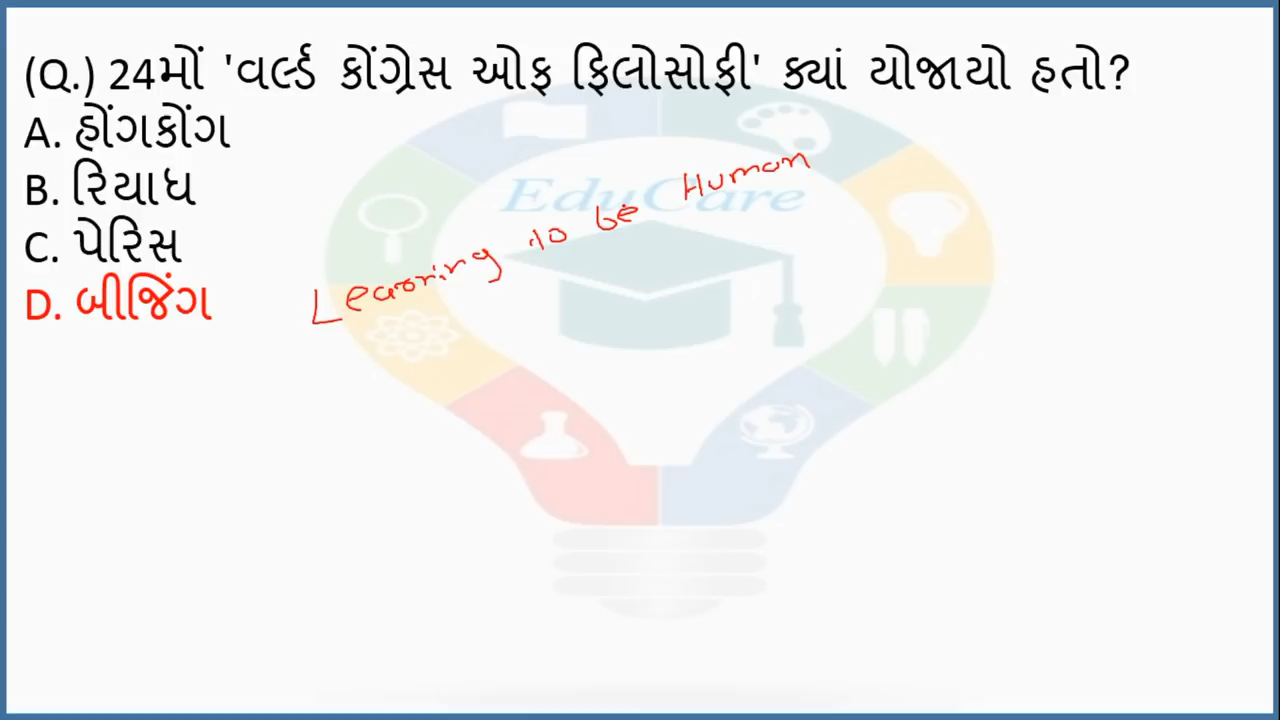 (Q.) 24મોં 'વર્લ્ડ કોંગ્રેસ ઓફ ફિલોસોફી' ક્યાં યોજાયો હતો?
A. હોંગકોંગ
B. રિયાધ
C. પેરિસ
D. બીજિંગ
EduCare
Learning to be Human